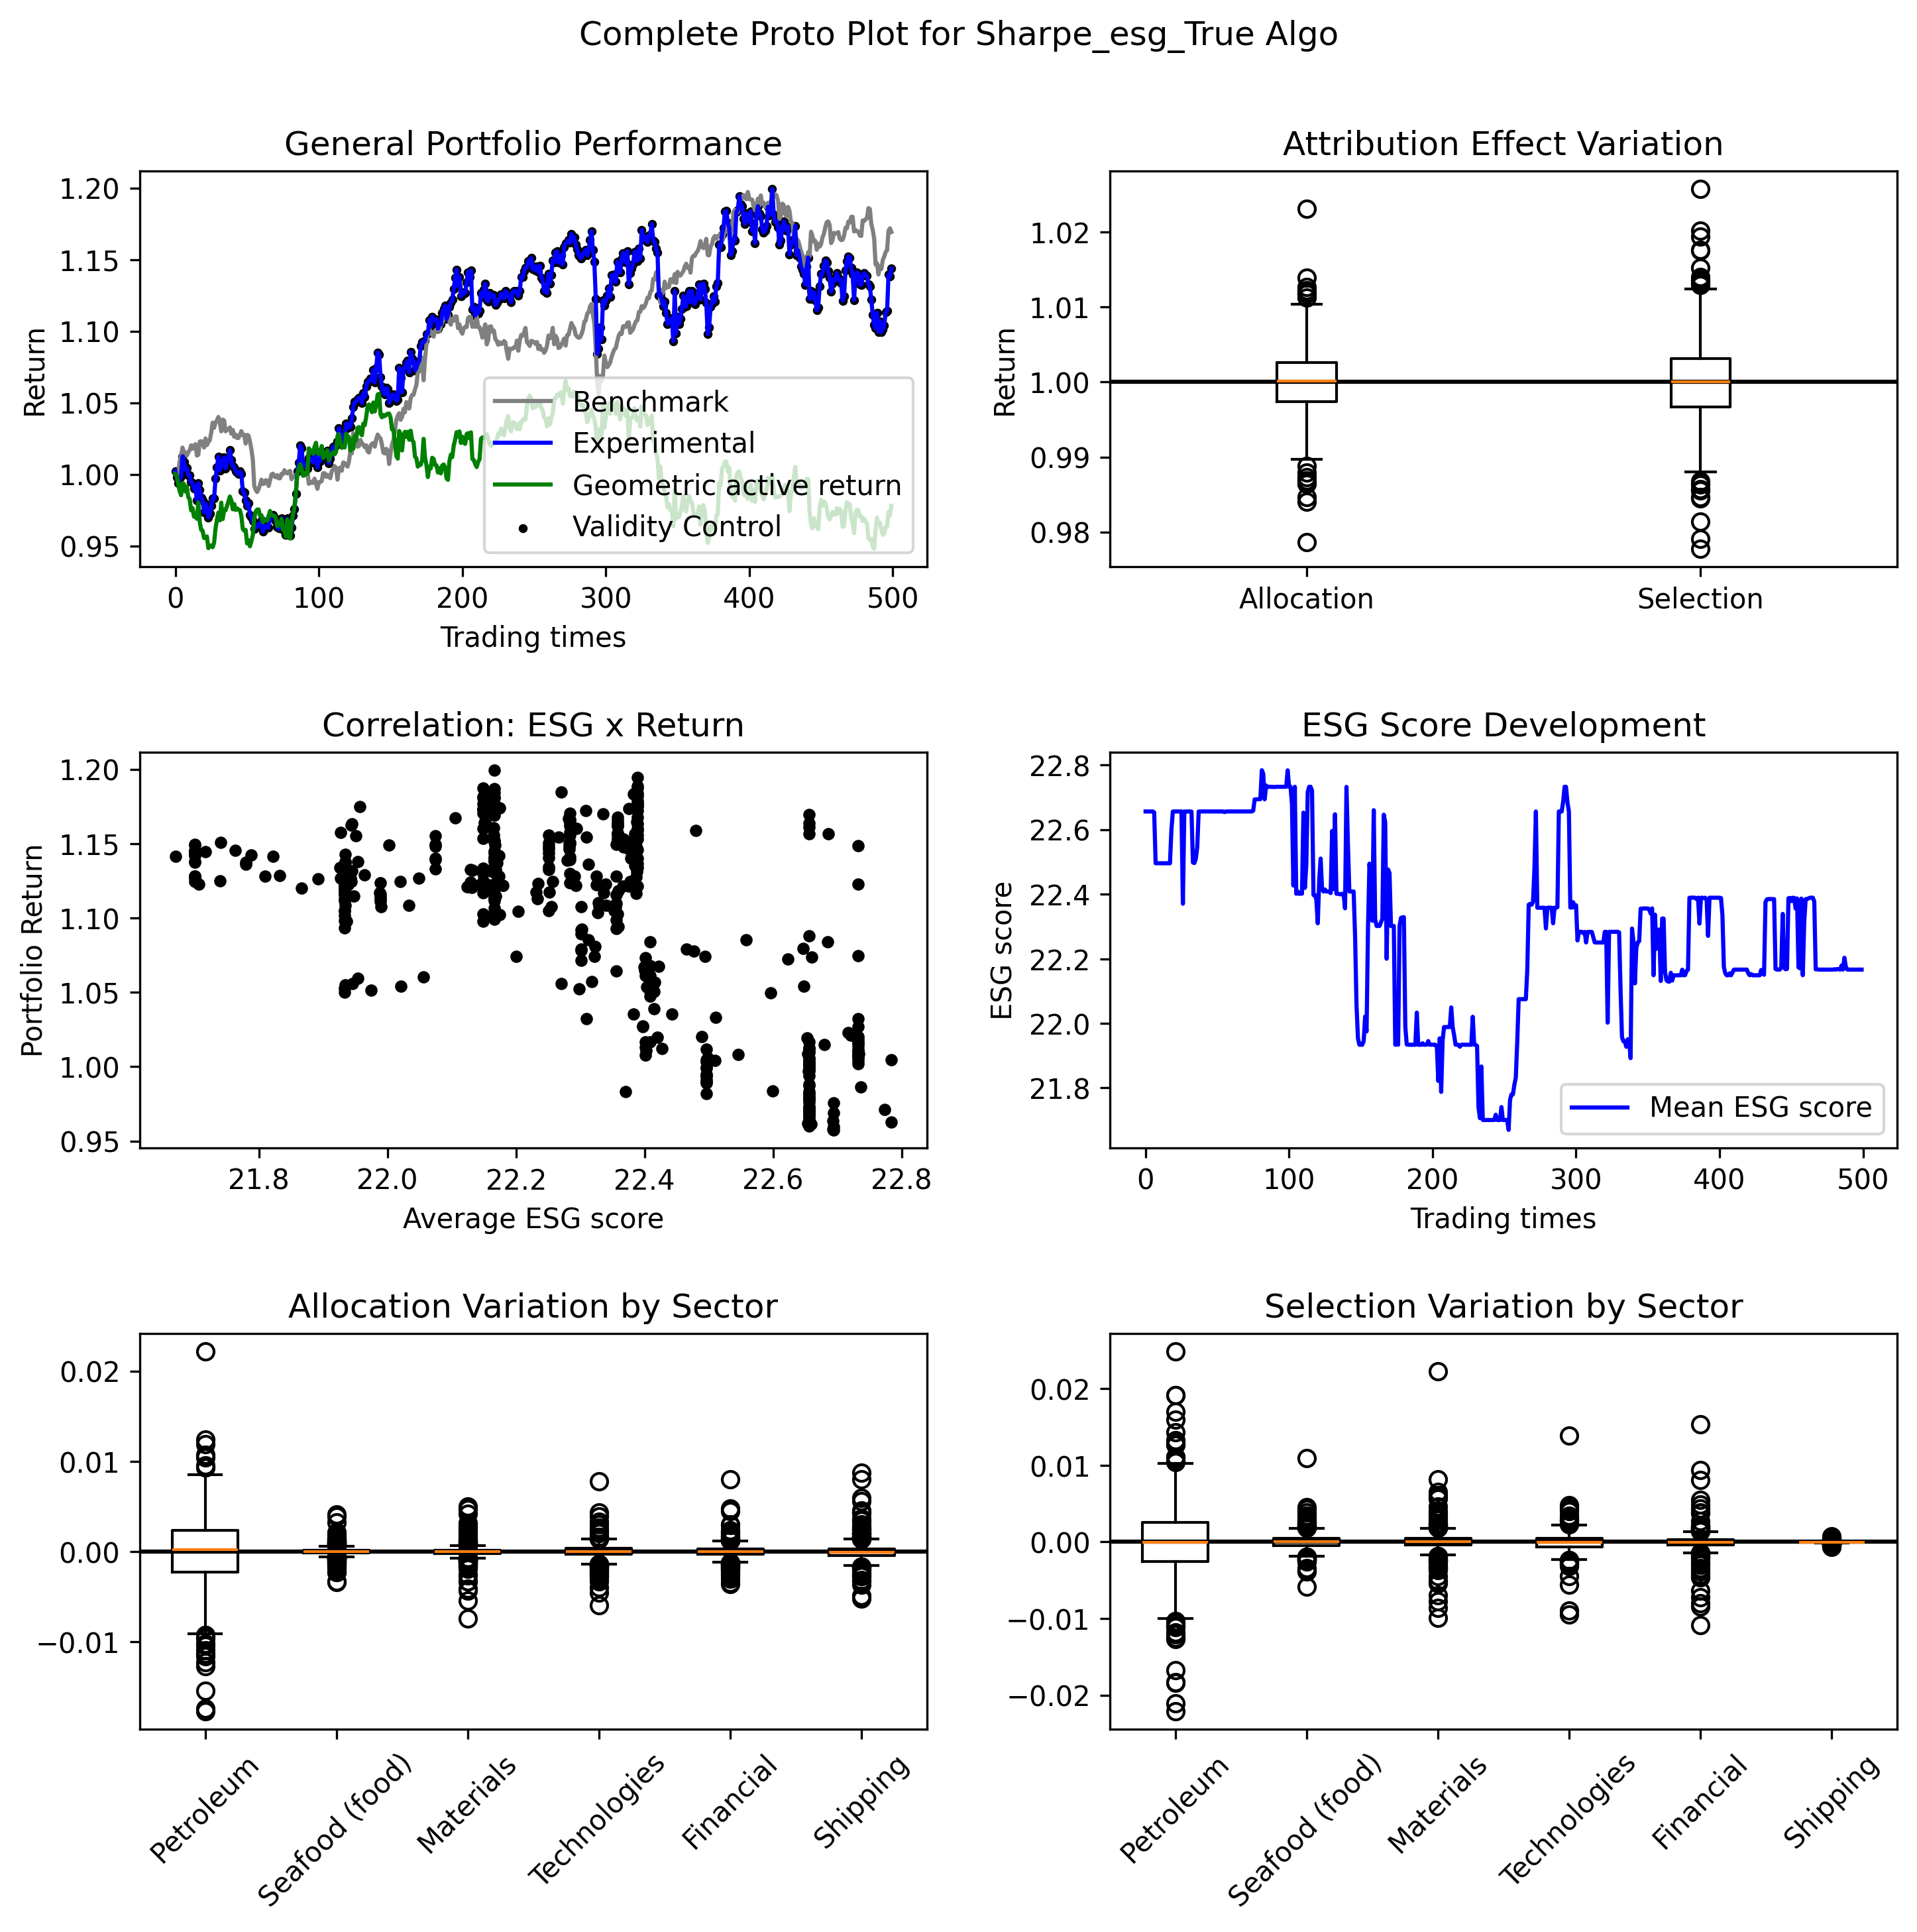 Complete Proto Plot for Sharpe_esg_True Algo
General Portfolio Performance
Return
1.20
1.15
1.10
1.05
1.00
0.95
Benchmark
Experimental
Geometric active return
Validity Control
0 100 200 300 400 500
Trading times
Attribution Effect Variation
Return
1.02
1.01
1.00
0.99
0.98
Allocation Selection
Correlation: ESG x Return
Portfolio Return
1.20
1.15
1.10
1.05
1.00
0.95
21.8 22.0 22.2 22.4 22.6 22.8
Average ESG score
ESG Score Development
ESG score
22.8
22.6
22.4
22.2
22.0
21.8
Mean ESG score
0 100 200 300 400 500
Trading times
Allocation Variation by Sector
0.02
0.01
0.00
−0.01
Petroleum Seafood (food) Materials Technologies Financial Shipping
Selection Variation by Sector
0.02
0.01
0.00
−0.01
−0.02
Petroleum Seafood (food) Materials Technologies Financial Shipping